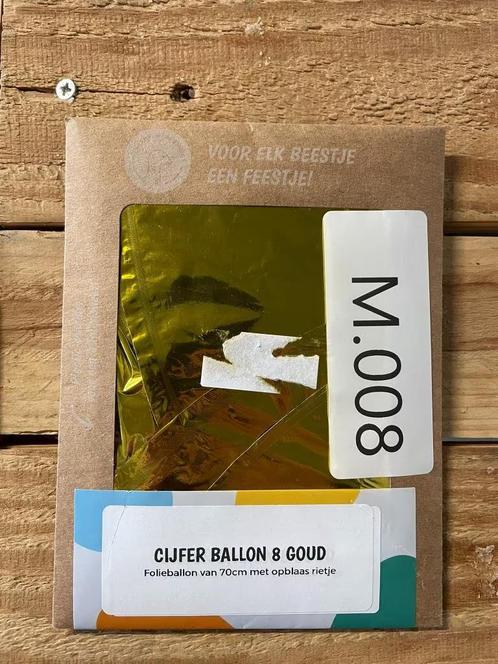 VOOR ELK BEESTJE
EEN FEESTJE!
M.008
CIJFER BALLON 8 GOUD
Folieballon van 70cm met opblaas rietje